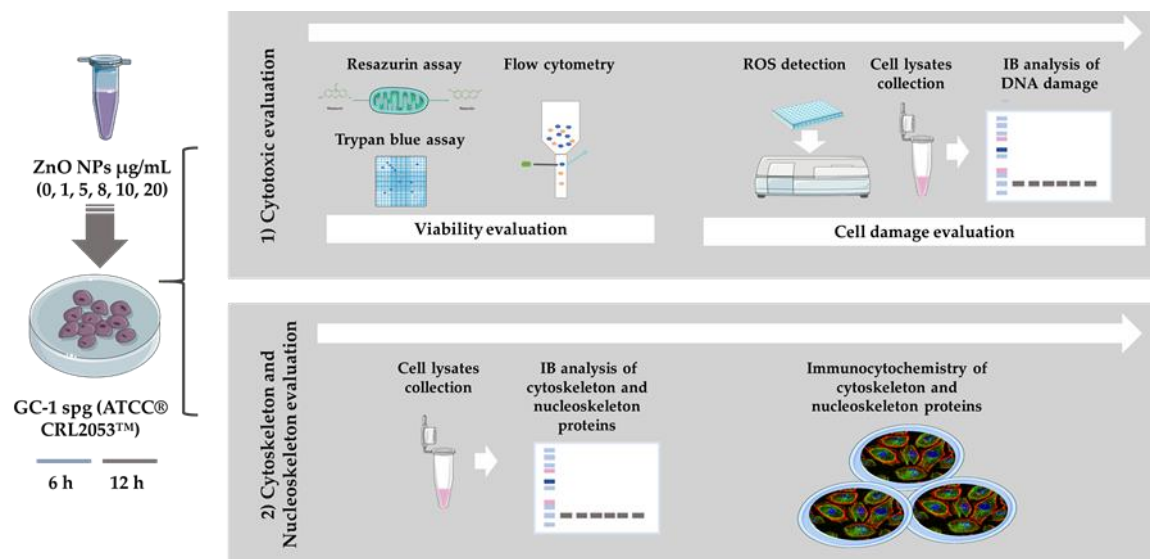 ZnO NPs µg/mL
(0, 1, 5, 8, 10, 20)
GC-1 spg (ATCC®
CRL2053™)
6 h
12 h
1) Cytotoxic evaluation
Resazurin assay
Resazurin
Trypan blue assay
Flow cytometry
Viability evaluation
ROS detection
Cell lysates
collection
IB analysis of
DNA damage
Cell damage evaluation
2) Cytoskeleton and
Nucleoskeleton evaluation
Cell lysates
collection
IB analysis of
cytoskeleton and
nucleoskeleton
proteins
Immunocytochemistry of
cytoskeleton and
nucleoskeleton proteins